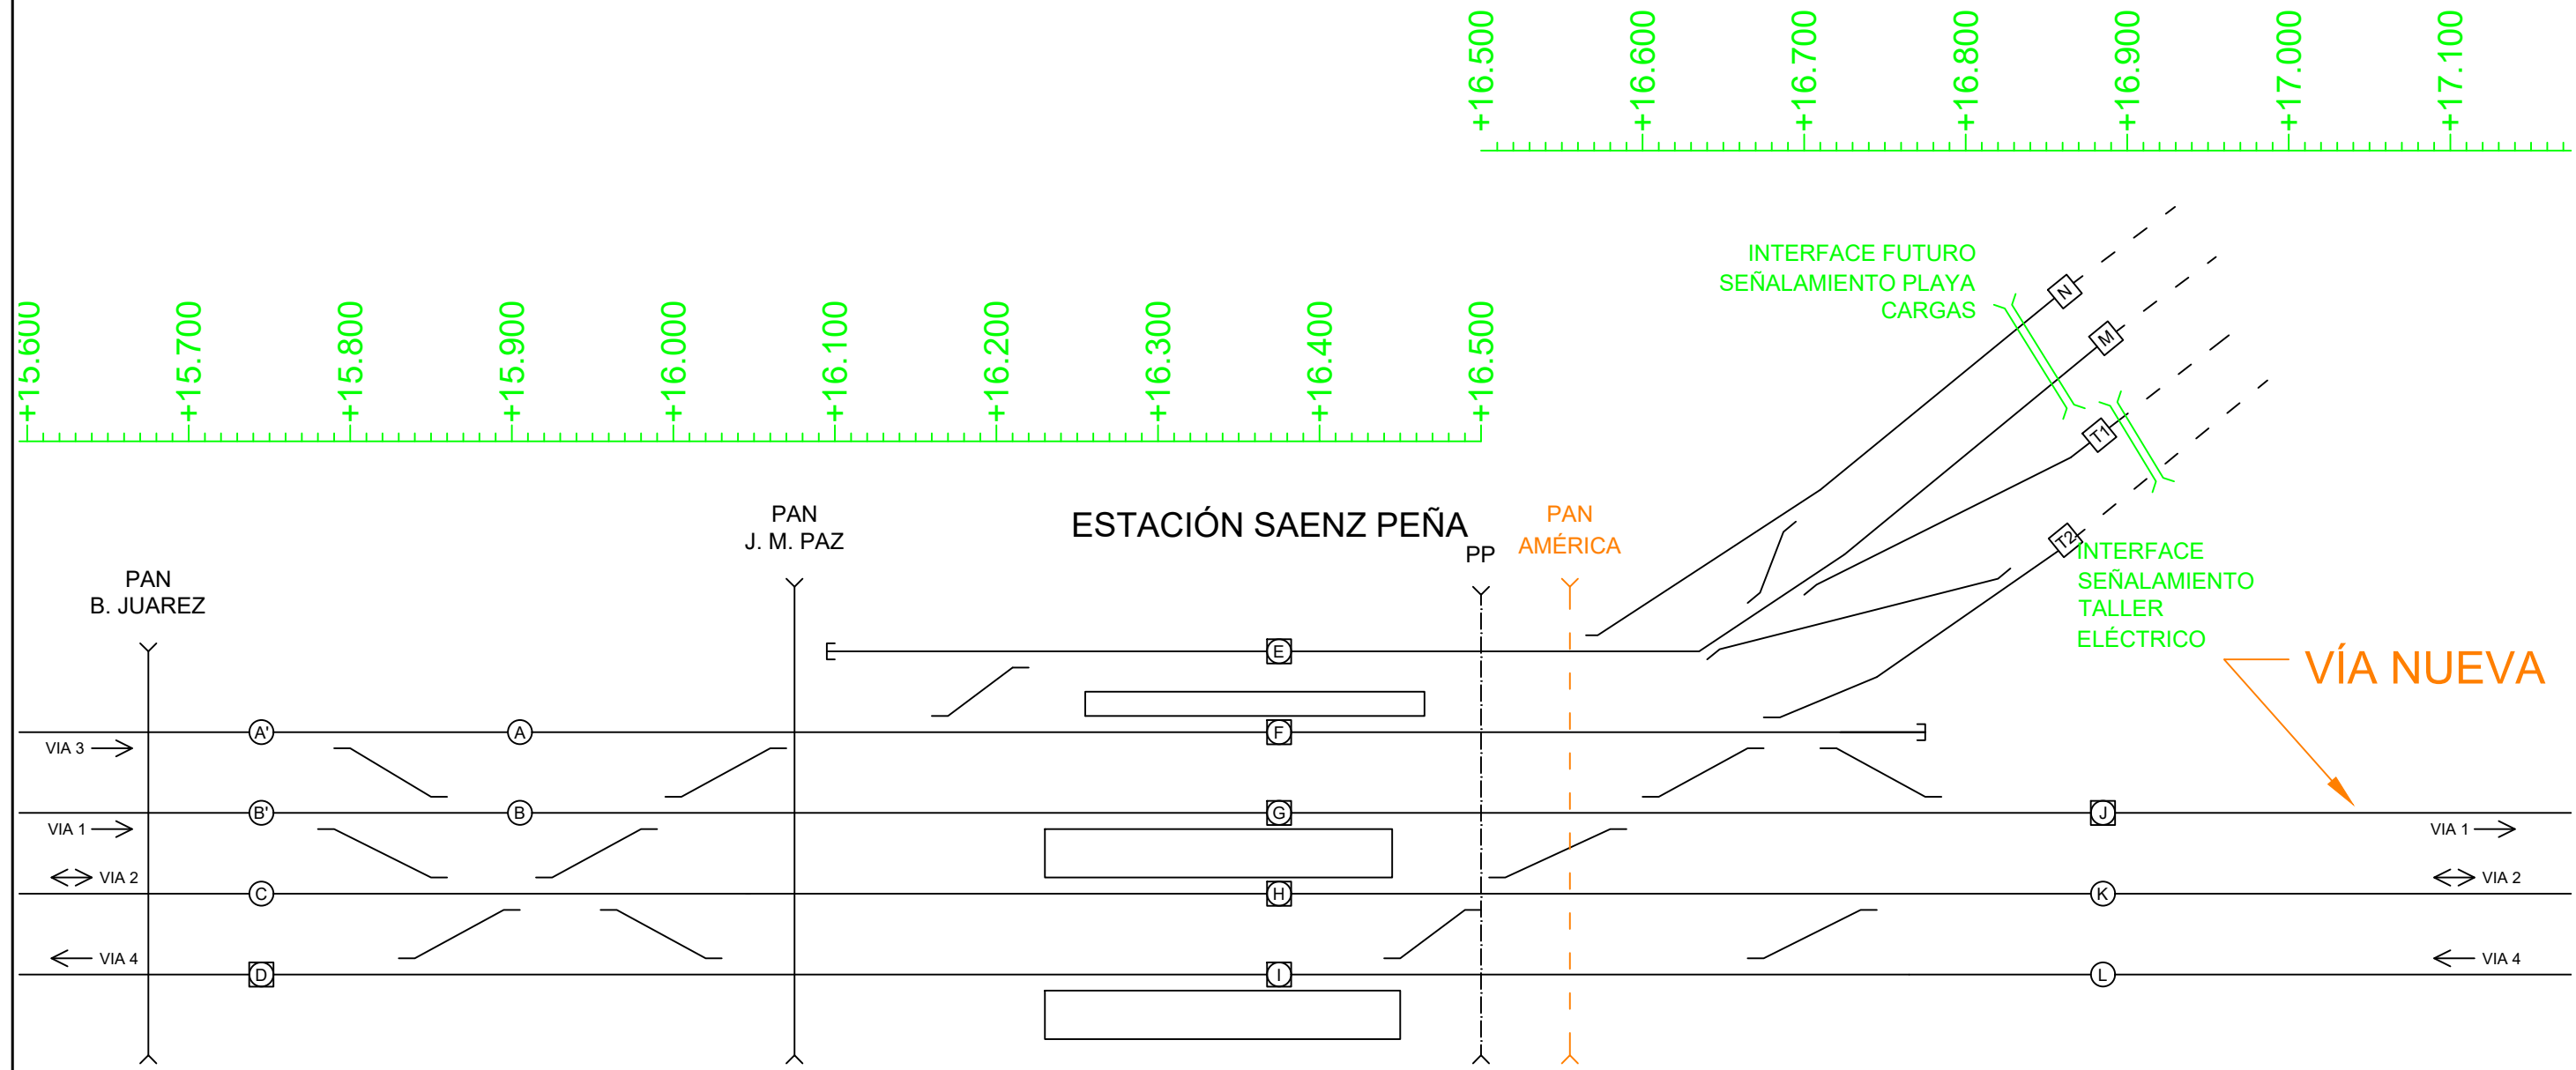 +16.500
+16.600
+16.700
+16.800
+16.900
+17.000
+17.100
INTERFACE FUTURO
SEÑALAMIENTO PLAYA
CARGAS
N
M
T1
T2
+15.600
+15.700
+15.800
+15.900
+16.000
+16.100
+16.200
+16.300
+16.400
+16.500
PAN
B. JUAREZ
PAN
J. M. PAZ
ESTACIÓN SAENZ PEÑA
PP
PAN
AMÉRICA
INTERFACE
SEÑALAMIENTO
TALLER
ELÉCTRICO
VÍA NUEVA
E
A'
A
F
VIA 3
B'
B
G
J
VIA 1
VIA 1
VIA 2
VIA 2
C
H
K
VIA 4
VIA 4
D
I
L